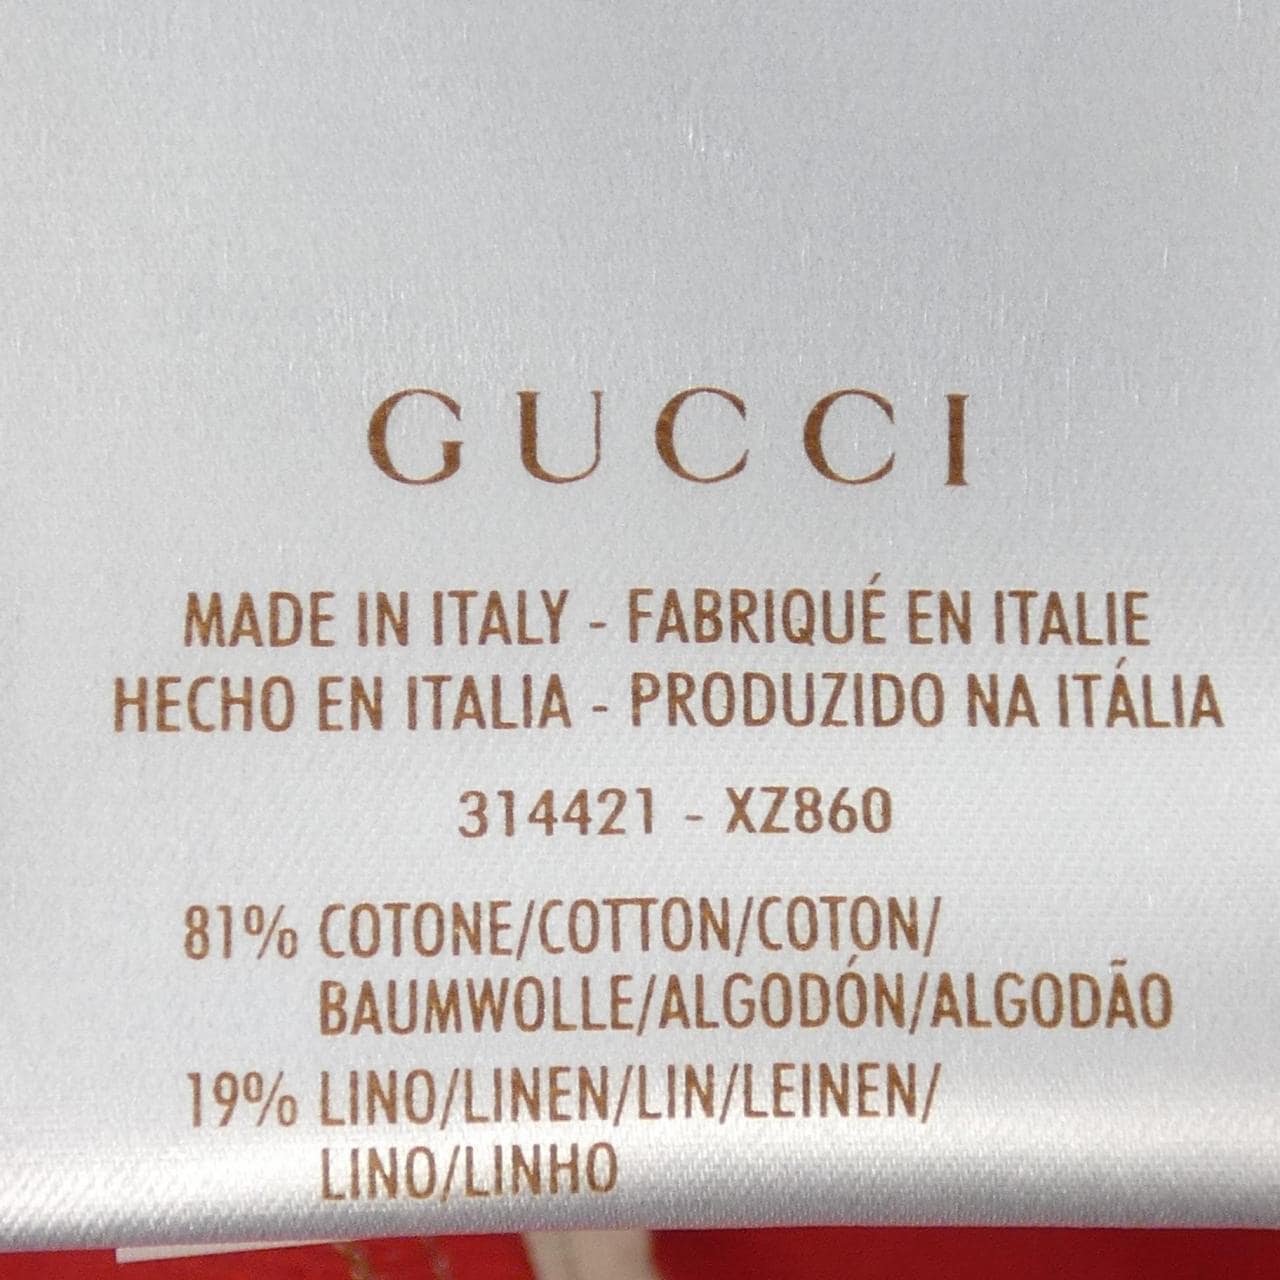 GUCCI
MADE IN ITALY - FABRIQUÉ EN ITALIE
HECHO EN ITALIA - PRODUZIDO NA ITÁLIA
314421 - XZ860
81% COTONE/COTTON/COTON/
BAUMWOLLE/ALGODÓN/ALGODÃO
19% LINO/LINEN/LIN/LEINEN/
LINO/LINHO